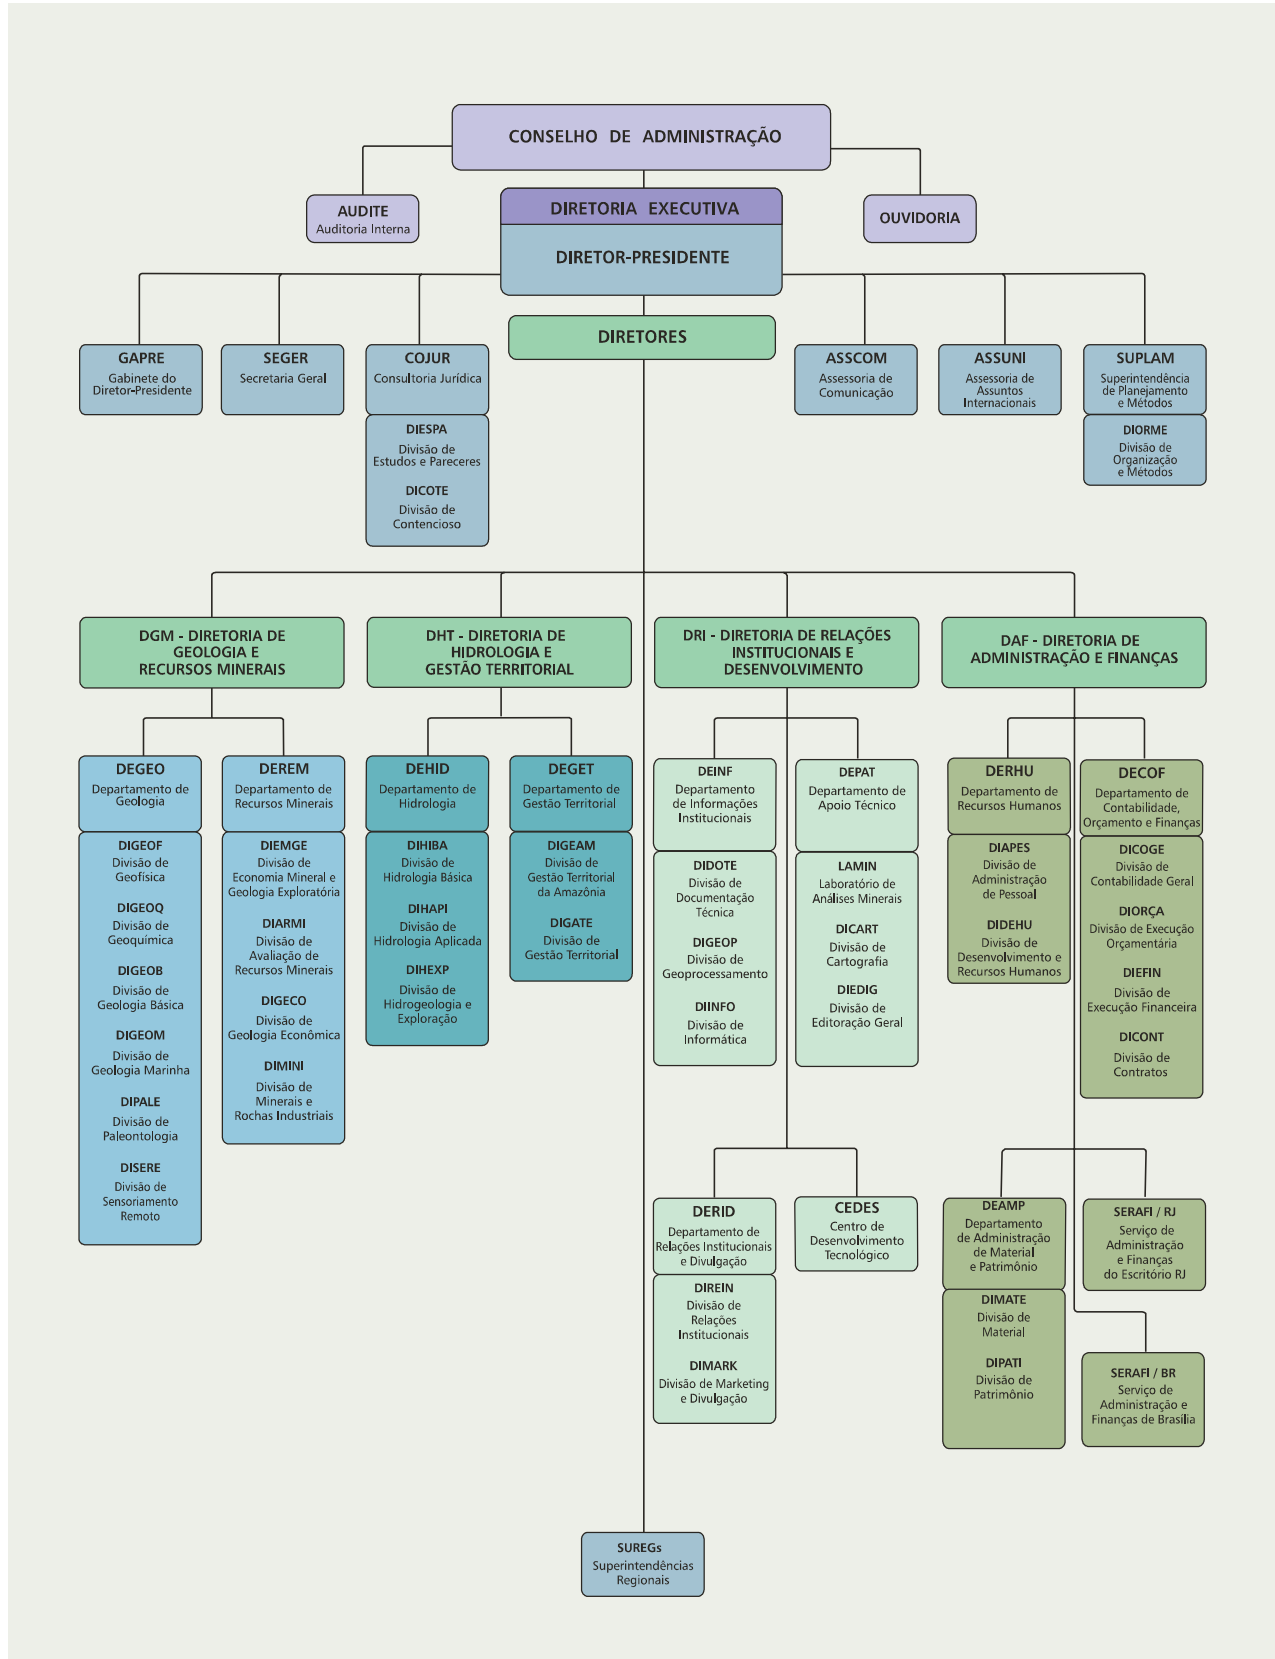 CONSELHO DE ADMINISTRAÇÃO
AUDITE
Auditoria Interna
DIRETORIA EXECUTIVA
DIRETOR-PRESIDENTE
OUVIDORIA
DIRETORES
GAPRE
Gabinete do
Diretor-Presidente
SEGER
Secretaria Geral
COJUR
Consultoria Jurídica
DIESPA
Divisão de
Estudos e Pareceres
DICOTE
Divisão de
Contencioso
ASSCOM
Assessoria de
Comunicação
ASSUNI
Assessoria de
Assuntos
Internacionais
SUPLAM
Superintendência
de Planejamento
e Métodos
DIORME
Divisão de
Organização
e Métodos
DGM - DIRETORIA DE
GEOLOGIA E
RECURSOS MINERAIS
DHT - DIRETORIA DE
HIDROLOGIA E
GESTÃO TERRITORIAL
DRI - DIRETORIA DE RELAÇÕES
INSTITUCIONAIS E
DESENVOLVIMENTO
DAF - DIRETORIA DE
ADMINISTRAÇÃO E FINANÇAS
DEGEO
Departamento de
Geologia
DIGEOF
Divisão de
Geofísica
DIGEOQ
Divisão de
Geoquímica
DIGEOB
Divisão de
Geologia Básica
DIGEOM
Divisão de
Geologia Marinha
DIPALE
Divisão de
Paleontologia
DISERE
Divisão de
Sensoriamento
Remoto
DEREM
Departamento de
Recursos Minerais
DIEMGE
Divisão de
Economia Mineral e
Geologia Exploratória
DIARMI
Divisão de
Avaliação de
Recursos Minerais
DIGECO
Divisão de
Geologia Econômica
DIMINI
Divisão de
Minerais e
Rochas Industriais
DEHID
Departamento de
Hidrologia
DIHIBA
Divisão de
Hidrologia Básica
DIHAPI
Divisão de
Hidrologia Aplicada
DIHEXP
Divisão de
Hidrogeologia e
Exploração
DEGET
Departamento de
Gestão Territorial
DIGEAM
Divisão de
Gestão Territorial
da Amazônia
DIGATE
Divisão de
Gestão Territorial
DEINF
Departamento
de Informações
Institucionais
DIDOTE
Divisão de
Documentação
Técnica
DIGEOP
Divisão de
Geoprocessamento
DIINFO
Divisão de
Informática
DEPAT
Departamento de
Apoio Técnico
LAMIN
Laboratório de
Análises Minerais
DICART
Divisão de
Cartografia
DIEDIG
Divisão de
Editoração Geral
DERHU
Departamento de
Recursos Humanos
DIAPES
Divisão de
Administração
de Pessoal
DIDEHU
Divisão de
Desenvolvimento e
Recursos Humanos
DECOF
Departamento de
Contabilidade,
Orçamento e Finanças
DICOGE
Divisão de
Contabilidade Geral
DIORÇA
Divisão de Execução
Orçamentária
DIEFIN
Divisão de
Execução Financeira
DICONT
Divisão de
Contratos
DERID
Departamento de
Relações Institucionais
e Divulgação
DIREIN
Divisão de
Relações
Institucionais
DIMARK
Divisão de Marketing
e Divulgação
CEDES
Centro de
Desenvolvimento
Tecnológico
DEAMP
Departamento
de Administração
de Material
e Patrimônio
DIMATE
Divisão de
Material
DIPATI
Divisão de
Patrimônio
SERAFI / RJ
Serviço de
Administração
e Finanças
do Escritório RJ
SERAFI / BR
Serviço de
Administração e
Finanças de Brasília
SUREGs
Superintendências
Regionais